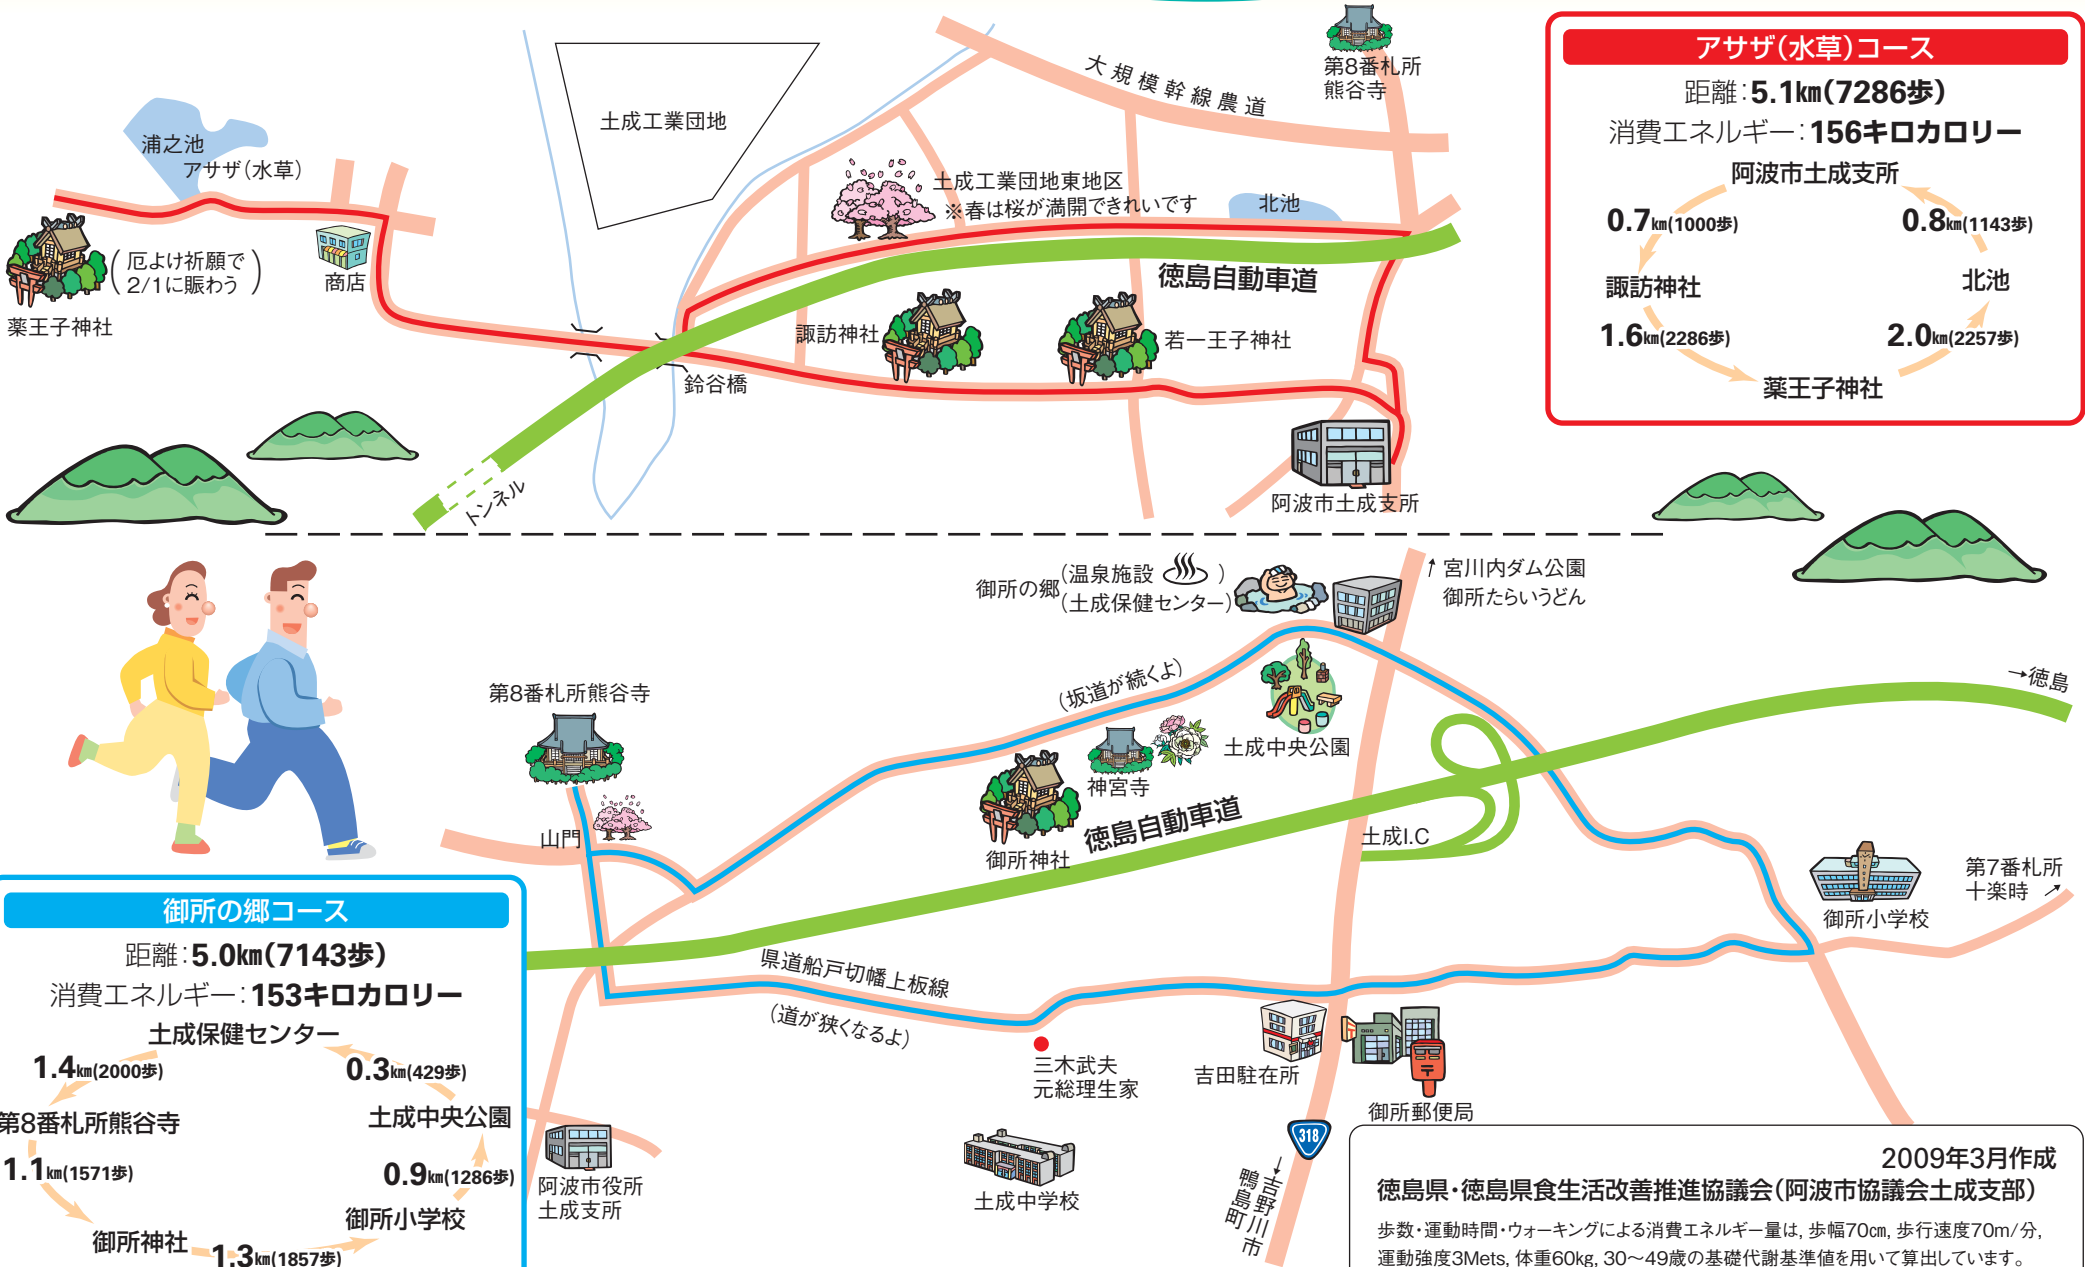 大規模幹線農道
第8番札所
熊谷寺
土成工業団地
浦之池
アサザ(水草)
土成工業団地東地区
※春は桜が満開できれいです
北池
(厄よけ祈願で
2/1に賑わう)
商店
薬王子神社
徳島自動車道
諏訪神社
若一王子神社
鈴谷橋
阿波市土成支所
トンネル
アサザ(水草)コース
距離:5.1km(7286歩)
消費エネルギー:156キロカロリー
阿波市土成支所
0.7km(1000歩)
0.8km(1143歩)
諏訪神社
北池
1.6km(2286歩)
2.0km(2257歩)
薬王子神社
御所の郷(温泉施設)
(土成保健センター)
↑宮川内ダム公園
御所たらいうどん
→徳島
(坂道が続くよ)
第8番札所熊谷寺
土成中央公園
神宮寺
山門
御所神社
徳島自動車道
土成I.C
第7番札所
十楽時
御所小学校
県道船戸切幡上板線
(道が狭くなるよ)
三木武夫
元総理生家
吉田駐在所
御所郵便局
318
←吉野川市
鴨島町
土成中学校
阿波市役所
土成支所
御所の郷コース
距離:5.0km(7143歩)
消費エネルギー:153キロカロリー
土成保健センター
1.4km(2000歩)
0.3km(429歩)
第8番札所熊谷寺
土成中央公園
1.1km(1571歩)
0.9km(1286歩)
御所小学校
御所神社
1.3km(1857歩)
2009年3月作成
徳島県・徳島県食生活改善推進協議会(阿波市協議会土成支部)
歩数・運動時間・ウォーキングによる消費エネルギー量は,歩幅70cm,歩行速度70m/分,
運動強度3Mets,体重60kg,30〜49歳の基礎代謝基準値を用いて算出しています。